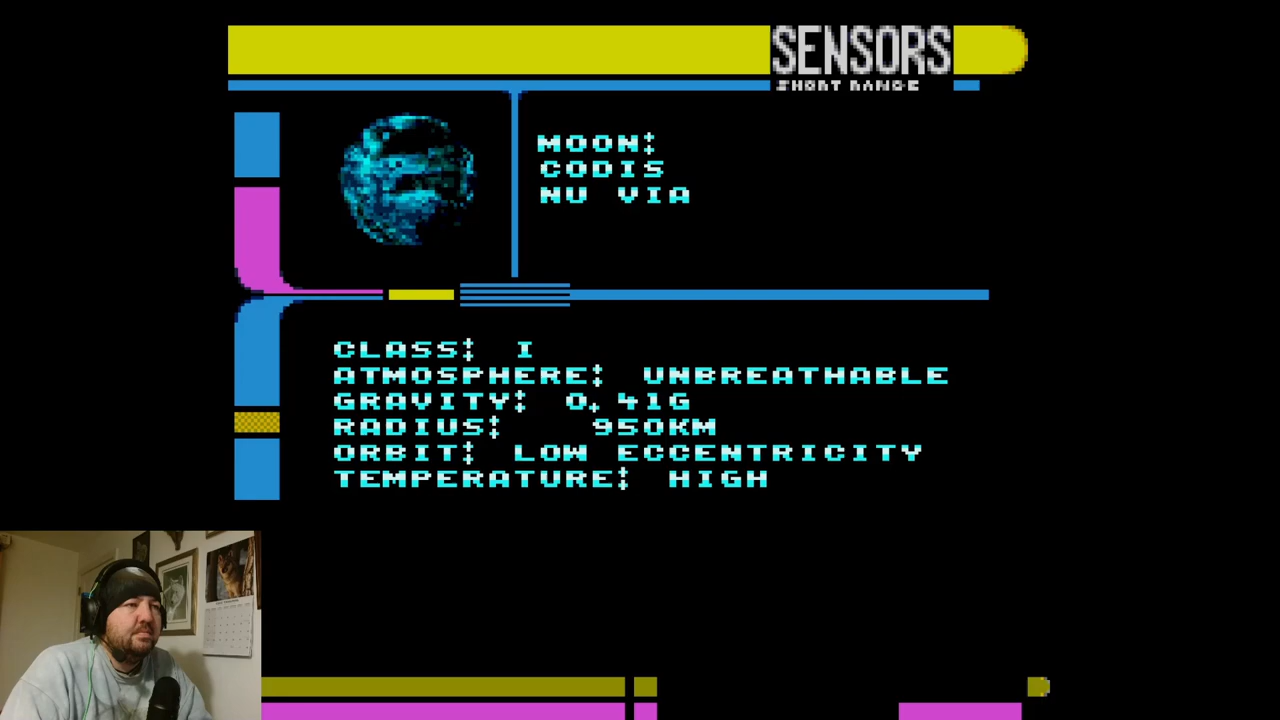 SENSORS
SHORT RANGE
MOON:
CODIS
NU VIA
CLASS: I
ATMOSPHERE: UNBREATHABLE
GRAVITY: 0.41G
RADIUS: 950KM
ORBIT: LOW ECCENTRICITY
TEMPERATURE: HIGH